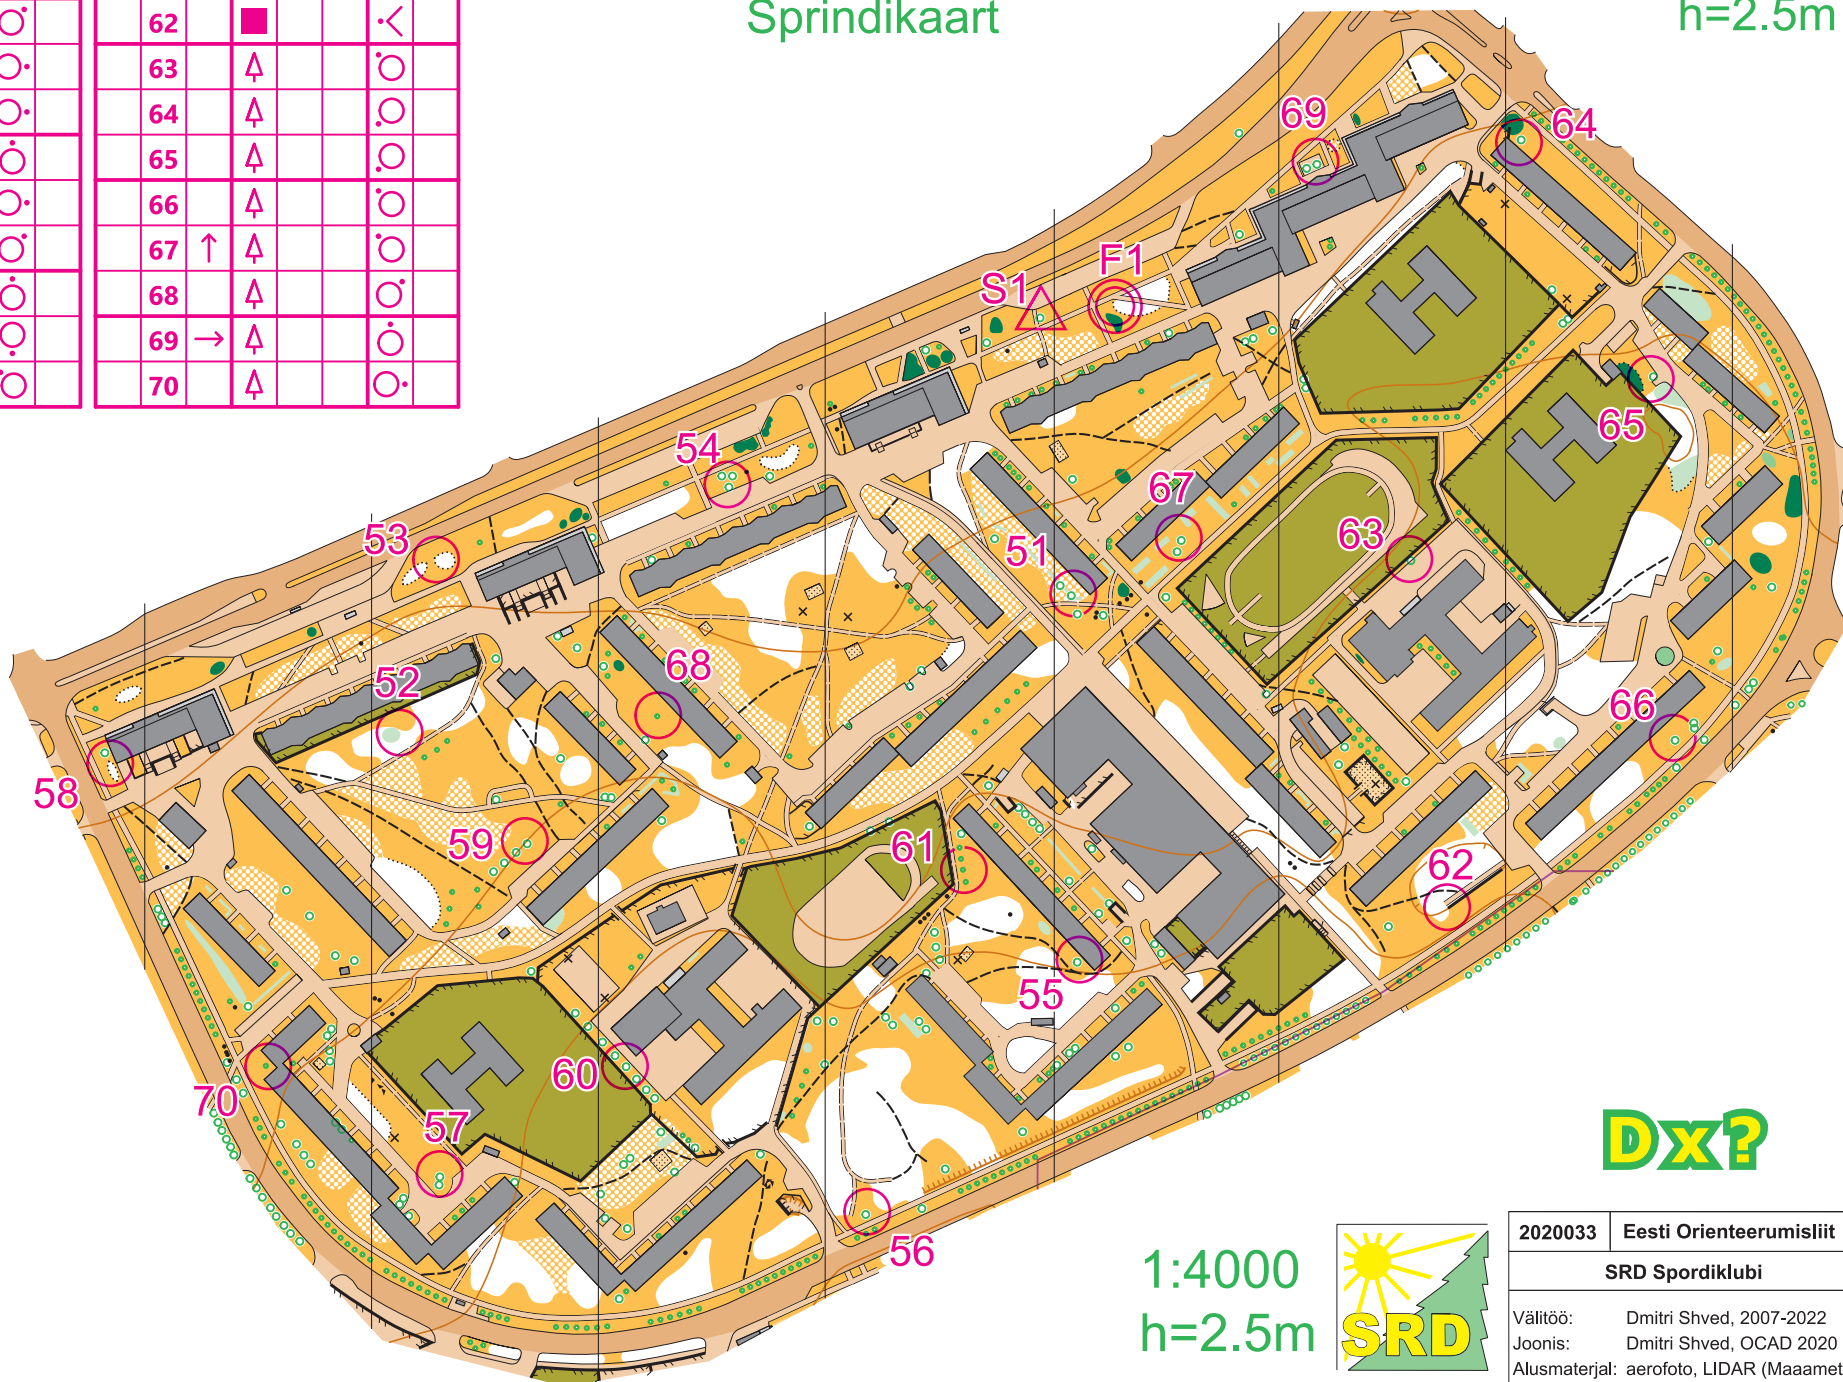 Sprindikaart
h=2.5m
62
63
64
65
66
67
68
69
70
69
64
F1
S1
65
54
67
63
53
51
52
68
66
58
59
61
62
55
60
70
57
56
Dx?
1:4000
h=2.5m
SRD
2020033 Eesti Orienteerumisliit
SRD Spordiklubi
Välitöö: Dmitri Shved, 2007-2022
Joonis: Dmitri Shved, OCAD 2020
Alusmaterjal: aerofoto, LIDAR (Maaamet